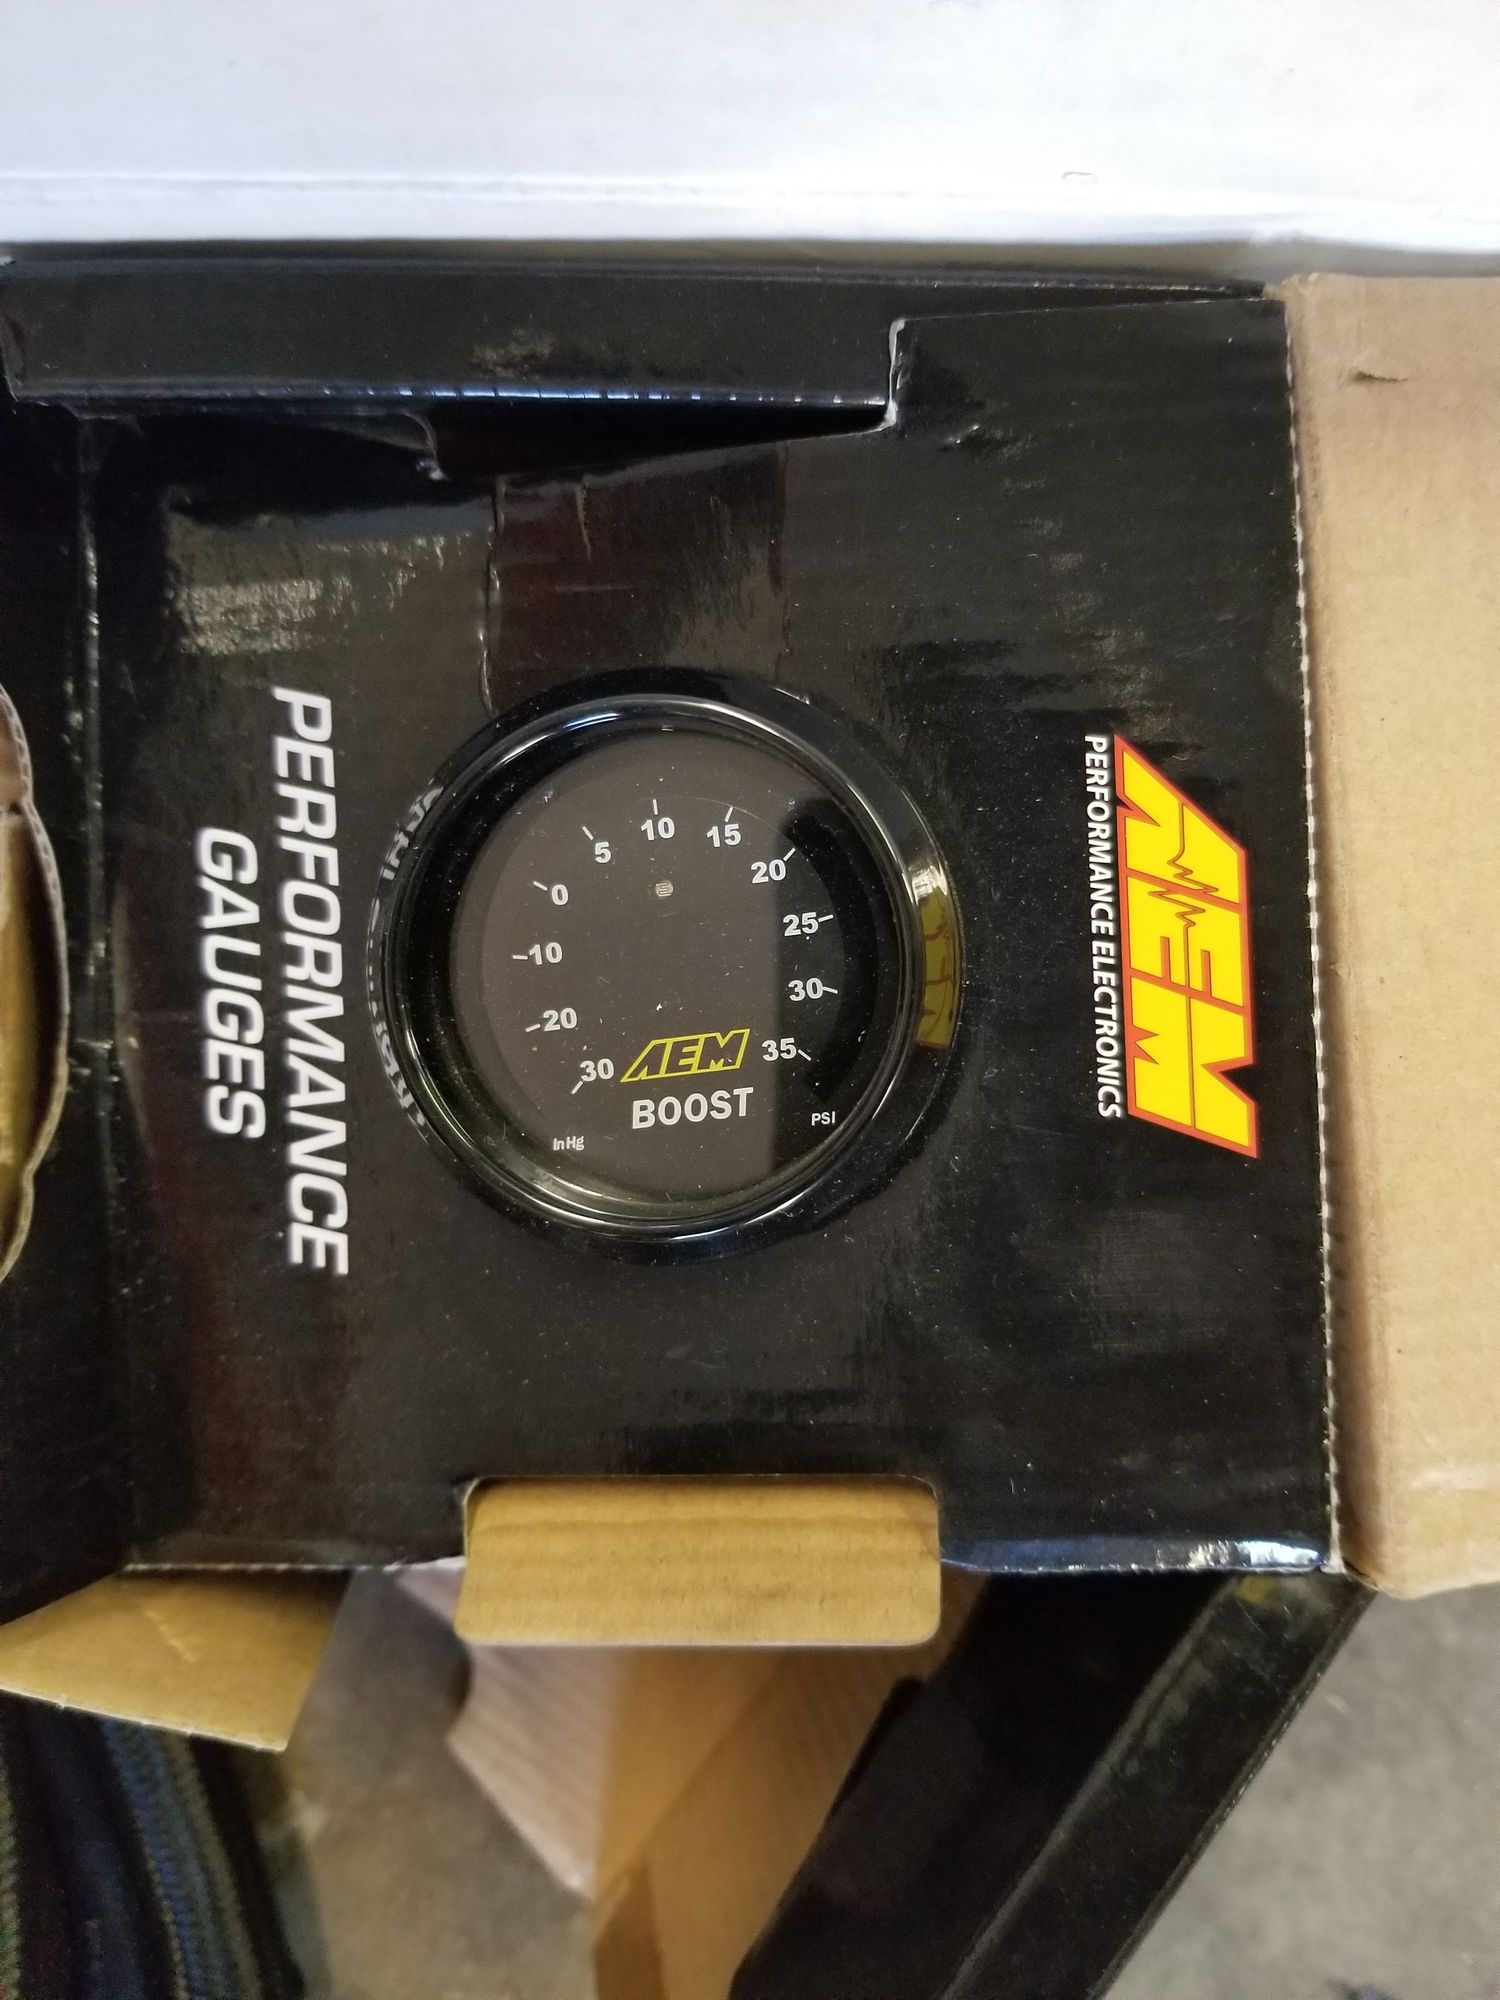 AEM
PERFORMANCE ELECTRONICS
PERFORMANCE
GAUGES
30
20
10
0
5
10
15
20
25
30
35
AEM
BOOST
InHg
PSI